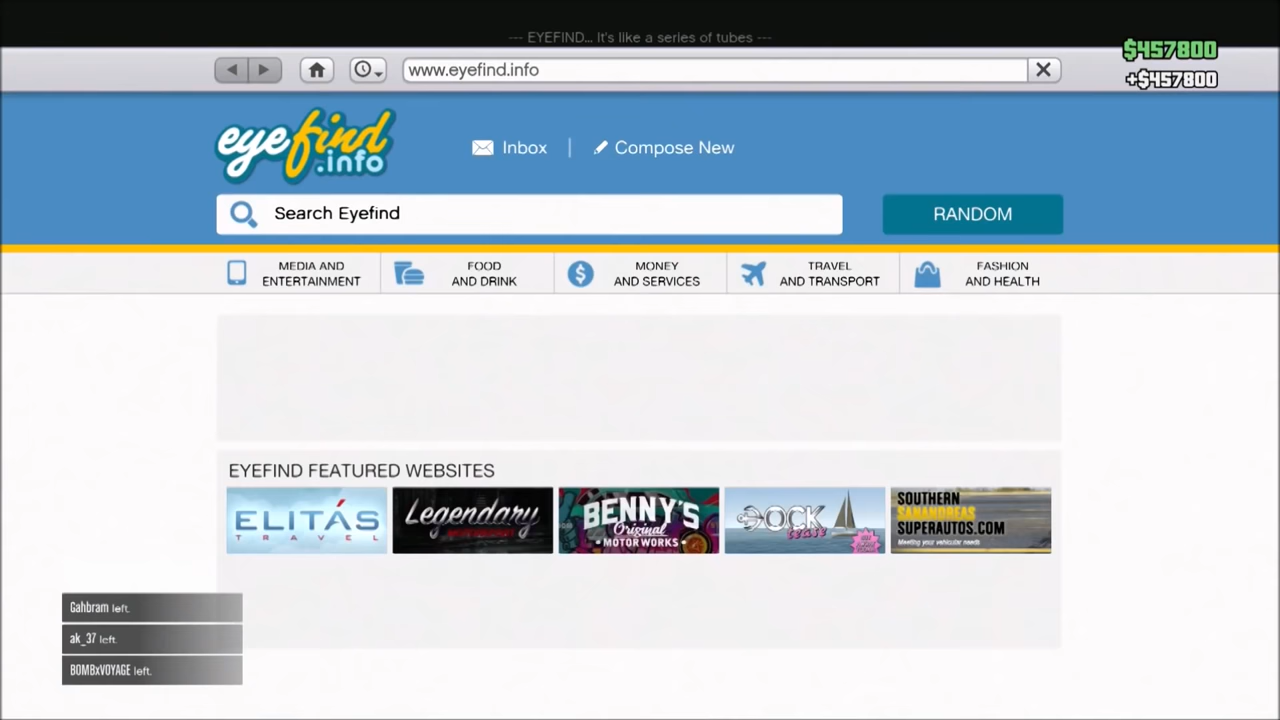 --- EYEFIND... It's like a series of tubes ---
$457800
www.eyefind.info
+$457800
eyefind
.info
Inbox
Compose New
Search Eyefind
RANDOM
MEDIA AND
ENTERTAINMENT
FOOD
AND DRINK
MONEY
AND SERVICES
TRAVEL
AND TRANSPORT
FASHION
AND HEALTH
EYEFIND FEATURED WEBSITES
ELITÁS
TRAVEL
Legendary
BENNY'S
Original
MOTORWORKS
DOCK
tease
SOUTHERN
SANANDREAS
SUPERAUTOS.COM
Meeting your vehicular needs
Gahbram left.
ak_37 left.
BOMBxVOYAGE left.